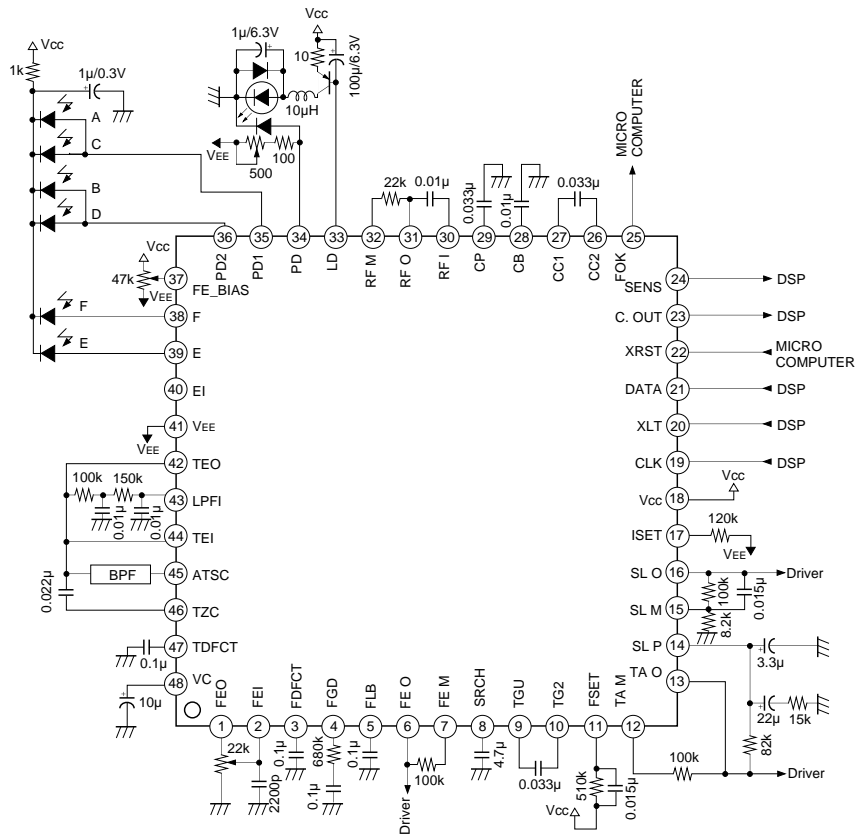 Vcc
1k
1µ/0.3V
A
C
B
D
1µ/6.3V
Vcc
10
100µ/6.3V
10µH
VEE
500
100
22k
0.01µ
0.033µ
0.01µ
0.033µ
MICRO
COMPUTER
36
35
34
33
32
31
30
29
28
27
26
25
PD2
PD1
PD
LD
RF M
RF O
RF I
CP
CB
CC1
CC2
FOK
Vcc
47k
VEE
37
FE_BIAS
F
38
F
E
39
E
40
EI
41
VEE
VEE
42
TEO
100k
150k
0.01µ
0.01µ
43
LPFI
44
TEI
BPF
45
ATSC
0.022µ
46
TZC
47
TDFCT
0.1µ
48
VC
10µ
SENS
24
DSP
C. OUT
23
DSP
XRST
22
MICRO
COMPUTER
DATA
21
DSP
XLT
20
DSP
CLK
19
DSP
Vcc
18
Vcc
ISET
17
120k
VEE
SL O
16
Driver
100k
0.015µ
SL M
15
8.2k
SL P
14
3.3µ
TA O
13
22µ
15k
82k
FEO
FEI
FDFCT
FGD
FLB
FE O
FE M
SRCH
TGU
TG2
FSET
TA M
1
2
3
4
5
6
7
8
9
10
11
12
22k
2200p
0.1µ
680k
0.1µ
0.1µ
100k
Driver
4.7µ
0.033µ
510k
0.015µ
Vcc
100k
Driver